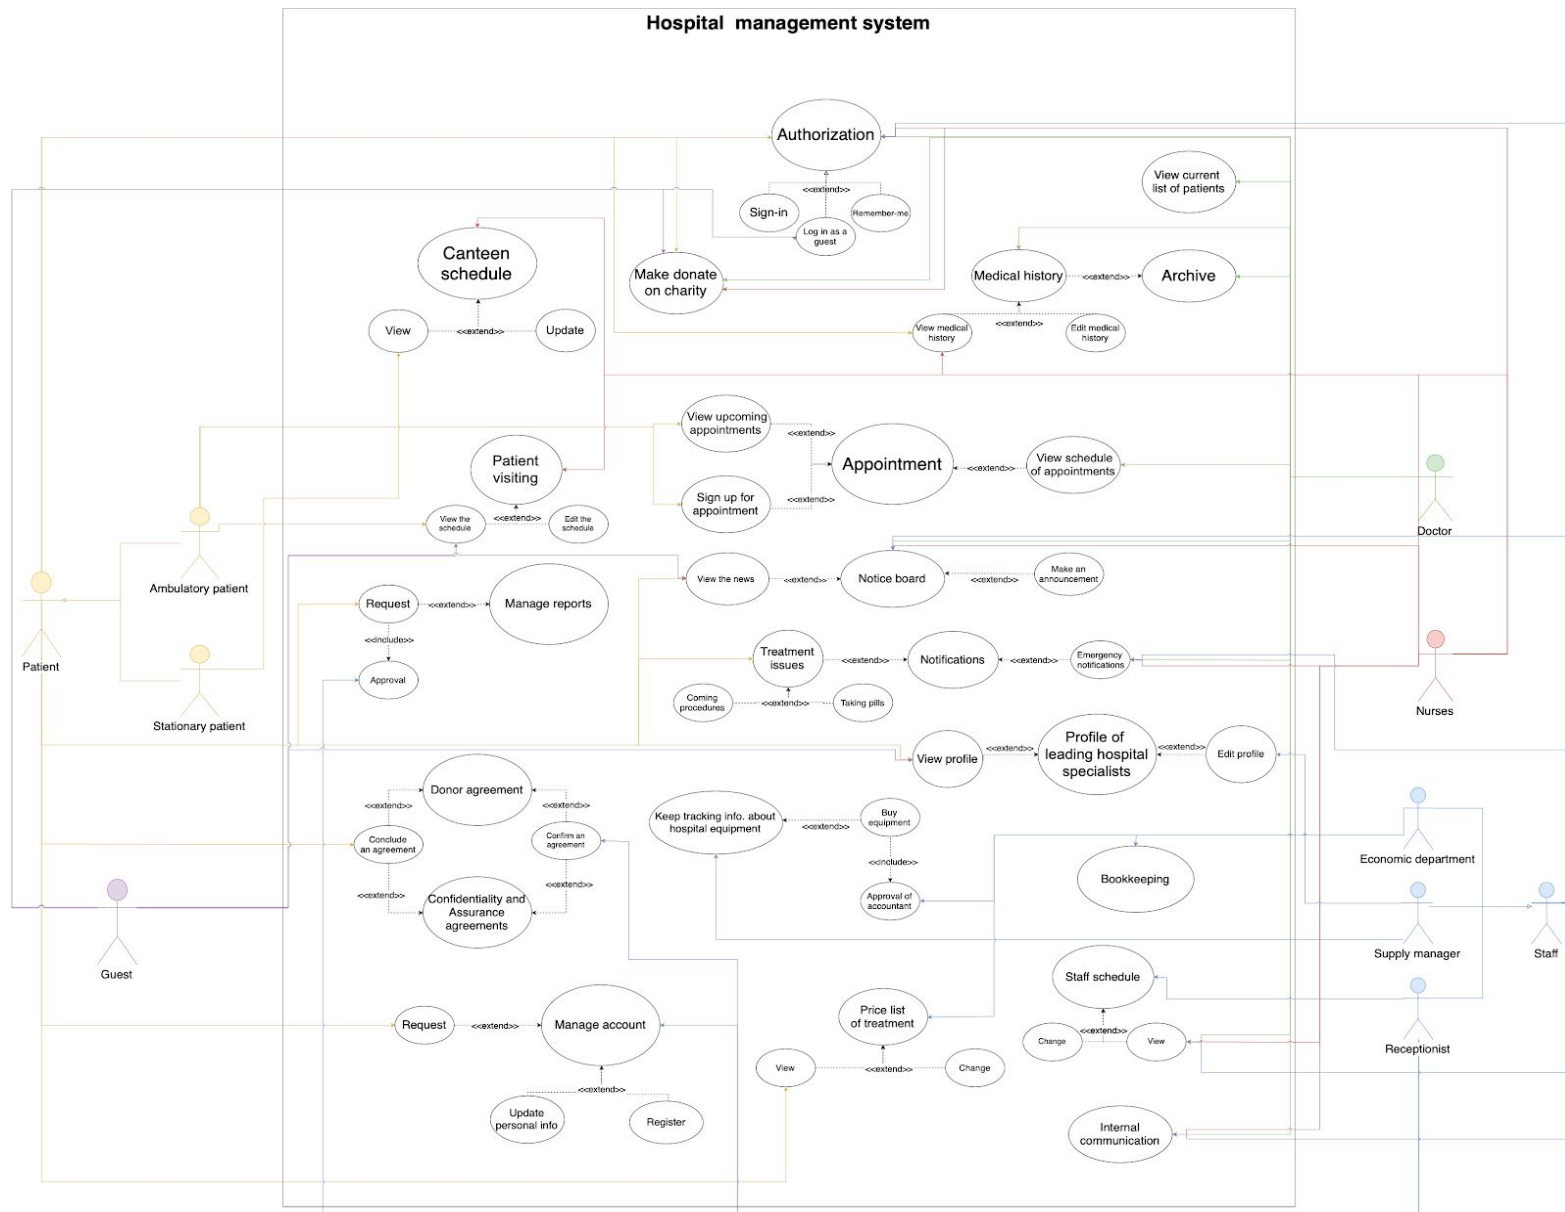 Hospital  management system
Authorization
<<extend>>
Sign-in
Remember-me
Log in as a
guest
View current
list of patients
Canteen
schedule
<<extend>>
View
Update
Make donate
on charity
Medical history
<<extend>>
Archive
<<extend>>
View medical
history
Edit medical
history
View upcoming
appointments
<<extend>>
Appointment
<<extend>>
View schedule
of appointments
Sign up for
appointment
<<extend>>
Patient
visiting
View the
schedule
<<extend>>
Edit the
schedule
Doctor
Ambulatory patient
View the news
<<extend>>
Notice board
<<extend>>
Make an
announcement
Request
<<extend>>
Manage reports
<<include>>
Approval
Patient
Stationary patient
Treatment
issues
<<extend>>
Notifications
<<extend>>
Emergency
notifications
Coming
procedures
<<extend>>
Taking pills
Nurses
View profile
<<extend>>
Profile of
leading hospital
specialists
<<extend>>
Edit profile
Donor agreement
<<extend>>
<<extend>>
Conclude
an agreement
Confirm an
agreement
<<extend>>
<<extend>>
Confidentiality and
Assurance
agreements
Keep tracking info. about
hospital equipment
<<extend>>
Buy
equipment
<<include>>
Approval of
accountant
Bookkeeping
Economic department
Guest
Supply manager
Staff
Staff schedule
<<extend>>
Change
View
Receptionist
Request
<<extend>>
Manage account
<<extend>>
Update
personal info
Register
Price list
of treatment
View
<<extend>>
Change
Internal
communication